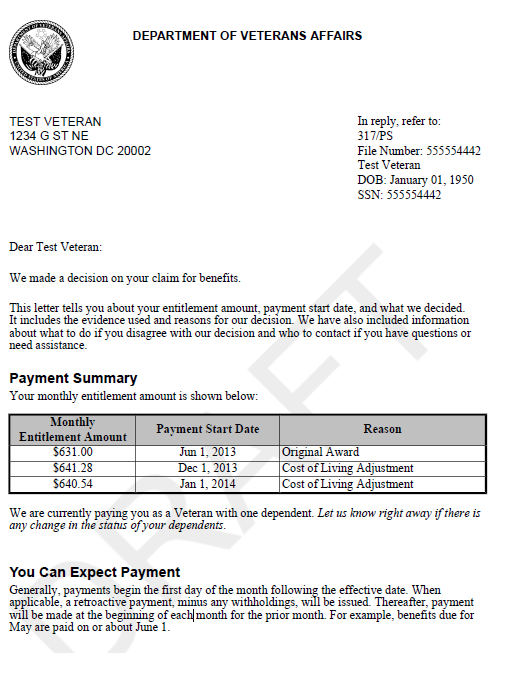 DEPARTMENT OF VETERANS AFFAIRS
TEST VETERAN
1234 G ST NE
WASHINGTON DC 20002
In reply, refer to:
317/PS
File Number: 555554442
Test Veteran
DOB: January 01, 1950
SSN: 555554442
Dear Test Veteran:
We made a decision on your claim for benefits.
This letter tells you about your entitlement amount, payment start date, and what we decided.
It includes the evidence used and reasons for our decision. We have also included information
about what to do if you disagree with our decision and who to contact if you have questions or
need assistance.
Payment Summary
Your monthly entitlement amount is shown below:
Monthly
Entitlement Amount Payment Start Date Reason
$631.00 Jun 1, 2013 Original Award
$641.28 Dec 1, 2013 Cost of Living Adjustment
$640.54 Jan 1, 2014 Cost of Living Adjustment
We are currently paying you as a Veteran with one dependent. Let us know right away if there is
any change in the status of your dependents.
You Can Expect Payment
Generally, payments begin the first day of the month following the effective date. When
applicable, a retroactive payment, minus any withholdings, will be issued. Thereafter, payment
will be made at the beginning of each month for the prior month. For example, benefits due for
May are paid on or about June 1.
DRAFT